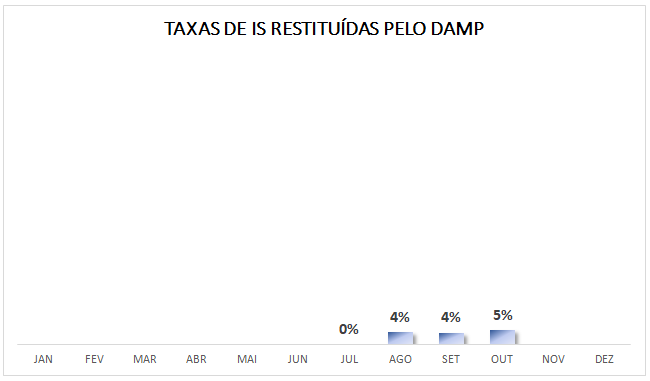 TAXAS DE IS RESTITUÍDAS PELO DAMP
0% 4% 4% 5%
JAN FEV MAR ABR MAI JUN JUL AGO SET OUT NOV DEZ